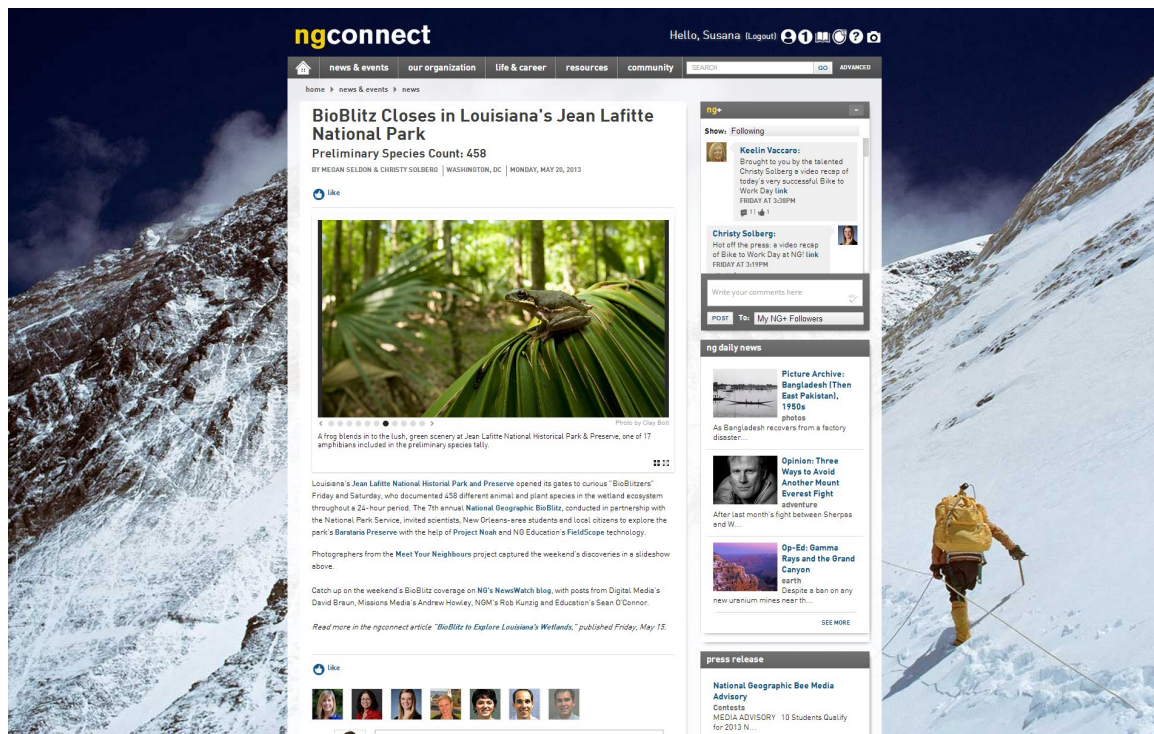 ngconnect
Hello, Susana (Logout)
news & events
our organization
life & career
resources
community
SEARCH
GO
ADVANCED
home
news & events
news
BioBlitz Closes in Louisiana's Jean Lafitte
National Park
Preliminary Species Count: 458
BY MEGAN SELDON & CHRISTY SOLBERG | WASHINGTON, DC | MONDAY, MAY 20, 2013
like
Photo by Clay Bolt
A frog blends in to the lush, green scenery at Jean Lafitte National Historical Park & Preserve, one of 17
amphibians included in the preliminary species tally.
Louisiana's Jean Lafitte National Historial Park and Preserve opened its gates to curious "BioBlitzers"
Friday and Saturday, who documented 458 different animal and plant species in the wetland ecosystem
throughout a 24-hour period. The 7th annual National Geographic BioBlitz, conducted in partnership with
the National Park Service, invited scientists, New Orleans-area students and local citizens to explore the
park's Barataria Preserve with the help of Project Noah and NG Education's FieldScope technology.
Photographers from the Meet Your Neighbours project captured the weekend's discoveries in a slideshow
above.
Catch up on the weekend's BioBlitz coverage on NG's NewsWatch blog, with posts from Digital Media's
David Braun, Missions Media's Andrew Howley, NGM's Rob Kunzig and Education's Sean O'Connor.
Read more in the ngconnect article "BioBlitz to Explore Louisiana's Wetlands," published Friday, May 15.
like
ng+
Show: Following
Keelin Vaccaro:
Brought to you by the talented
Christy Solberg a video recap of
today's very successful Bike to
Work Day link
FRIDAY AT 3:38PM
1 | 1
Christy Solberg:
Hot off the press: a video recap
of Bike to Work Day at NG! link
FRIDAY AT 3:19PM
Write your comments here
POST
To: My NG+ Followers
ng daily news
Picture Archive:
Bangladesh (Then
East Pakistan),
1950s
photos
As Bangladesh recovers from a factory
disaster...
Opinion: Three
Ways to Avoid
Another Mount
Everest Fight
adventure
After last month's fight between Sherpas
and W...
Op-Ed: Gamma
Rays and the Grand
Canyon
earth
Despite a ban on any
new uranium mines near th...
SEE MORE
press release
National Geographic Bee Media
Advisory
Contests
MEDIA ADVISORY 10 Students Qualify
for 2013 N...